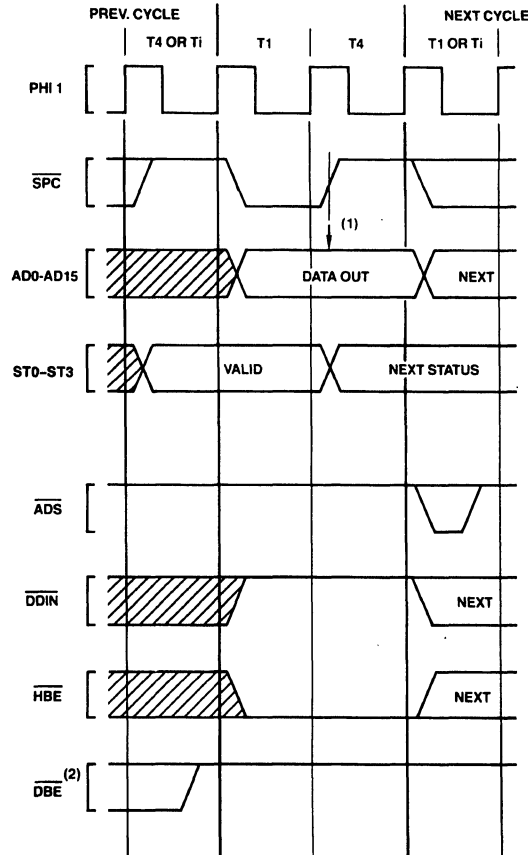 PREV. CYCLE NEXT CYCLE
T4 OR Ti T1 T4 T1 OR Ti
PHI 1
SPC
(1)
AD0-AD15 DATA OUT NEXT
ST0–ST3 VALID NEXT STATUS
ADS
DDIN NEXT
HBE NEXT
DBE (2)